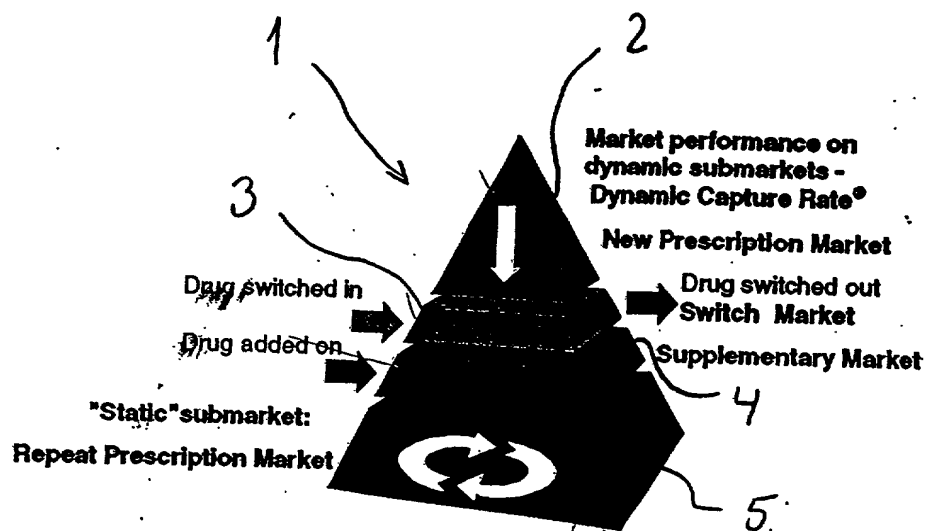 1
2
Market performance on
dynamic submarkets -
Dynamic Capture Rate®
3
New Prescription Market
Drug switched in
Drug switched out
Switch Market
Drug added on
Supplementary Market
4
"Static" submarket:
Repeat Prescription Market
5